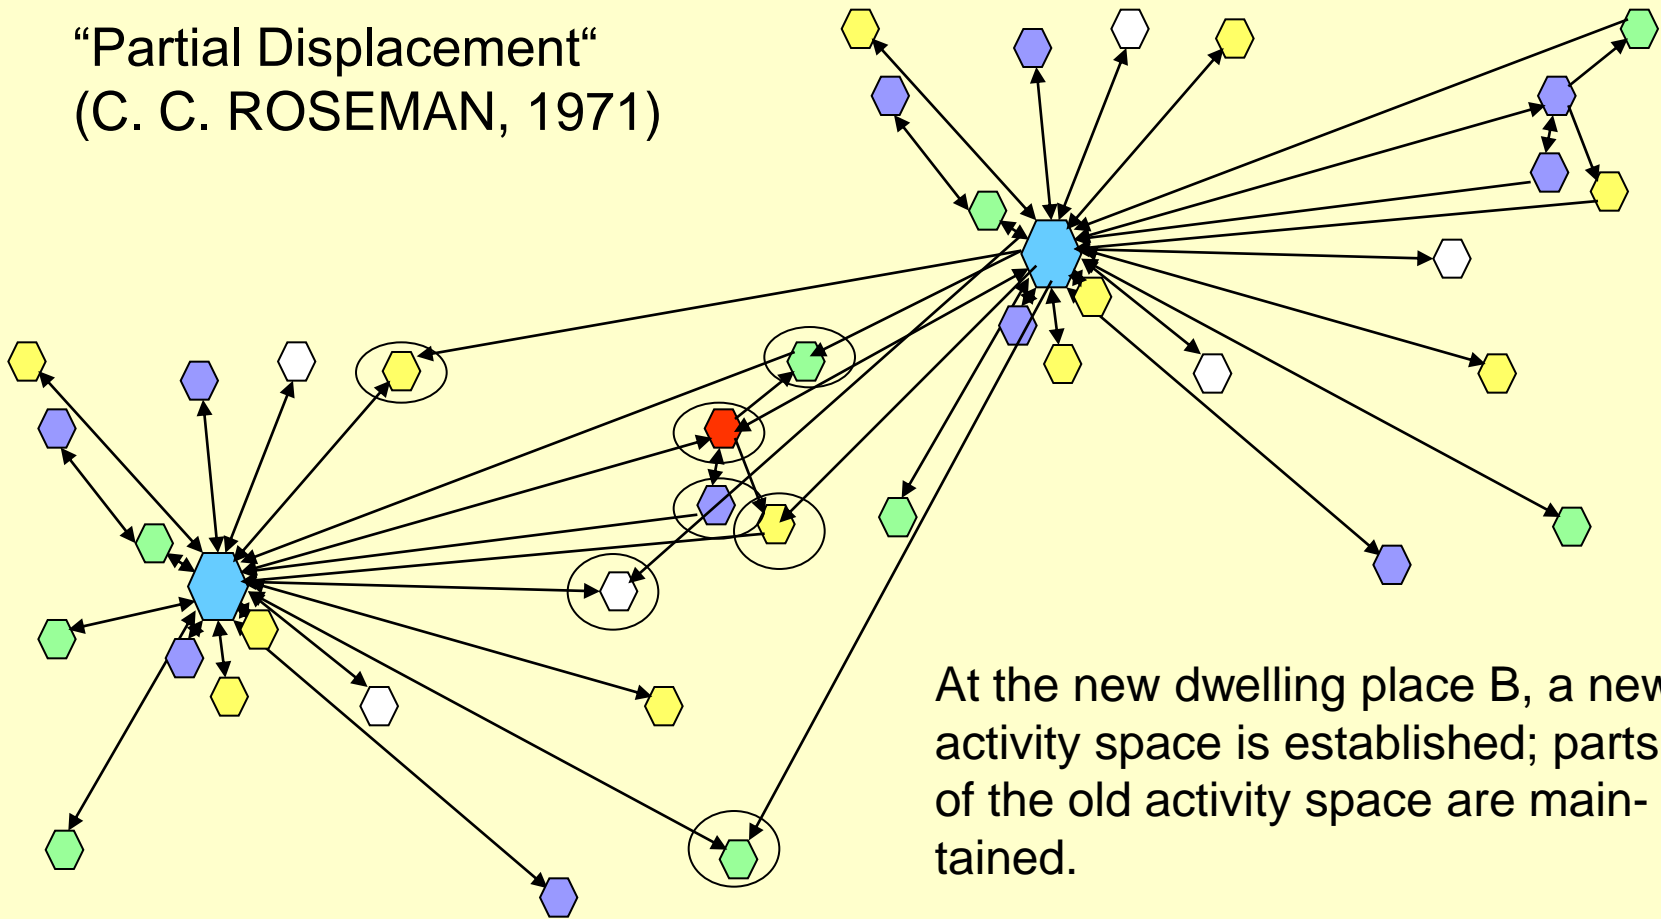 “Partial Displacement“
(C. C. ROSEMAN, 1971)
At the new dwelling place B, a new
activity space is established; parts
of the old activity space are main-
tained.